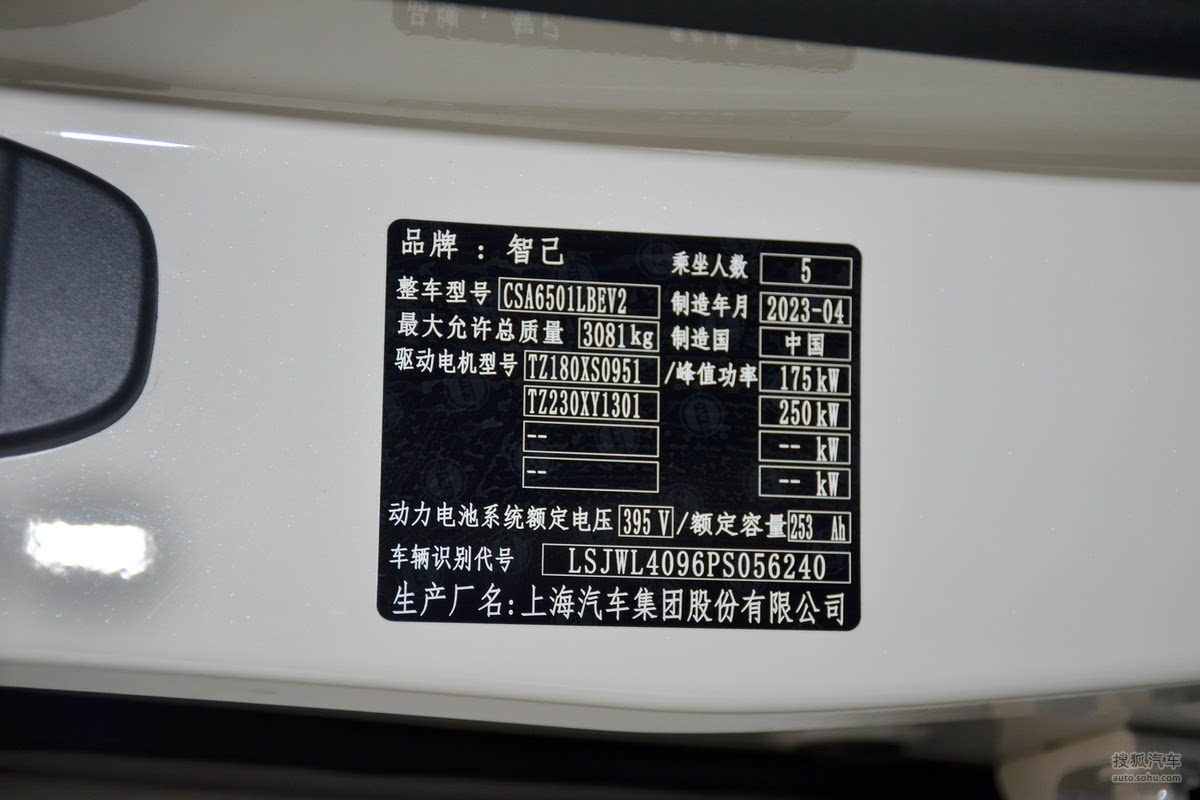 品牌：智己
乘坐人数 5
整车型号 CSA6501LBEV2
制造年月 2023-04
最大允许总质量 3081kg
制造国 中国
驱动电机型号 TZ180XS0951 /峰值功率 175kW
TZ230XY1301 250kW
-- -- kW
-- -- kW
动力电池系统额定电压 395 V /额定容量 253 Ah
车辆识别代号 LSJWL4096PS056240
生产厂名:上海汽车集团股份有限公司
搜狐汽车
auto.sohu.com